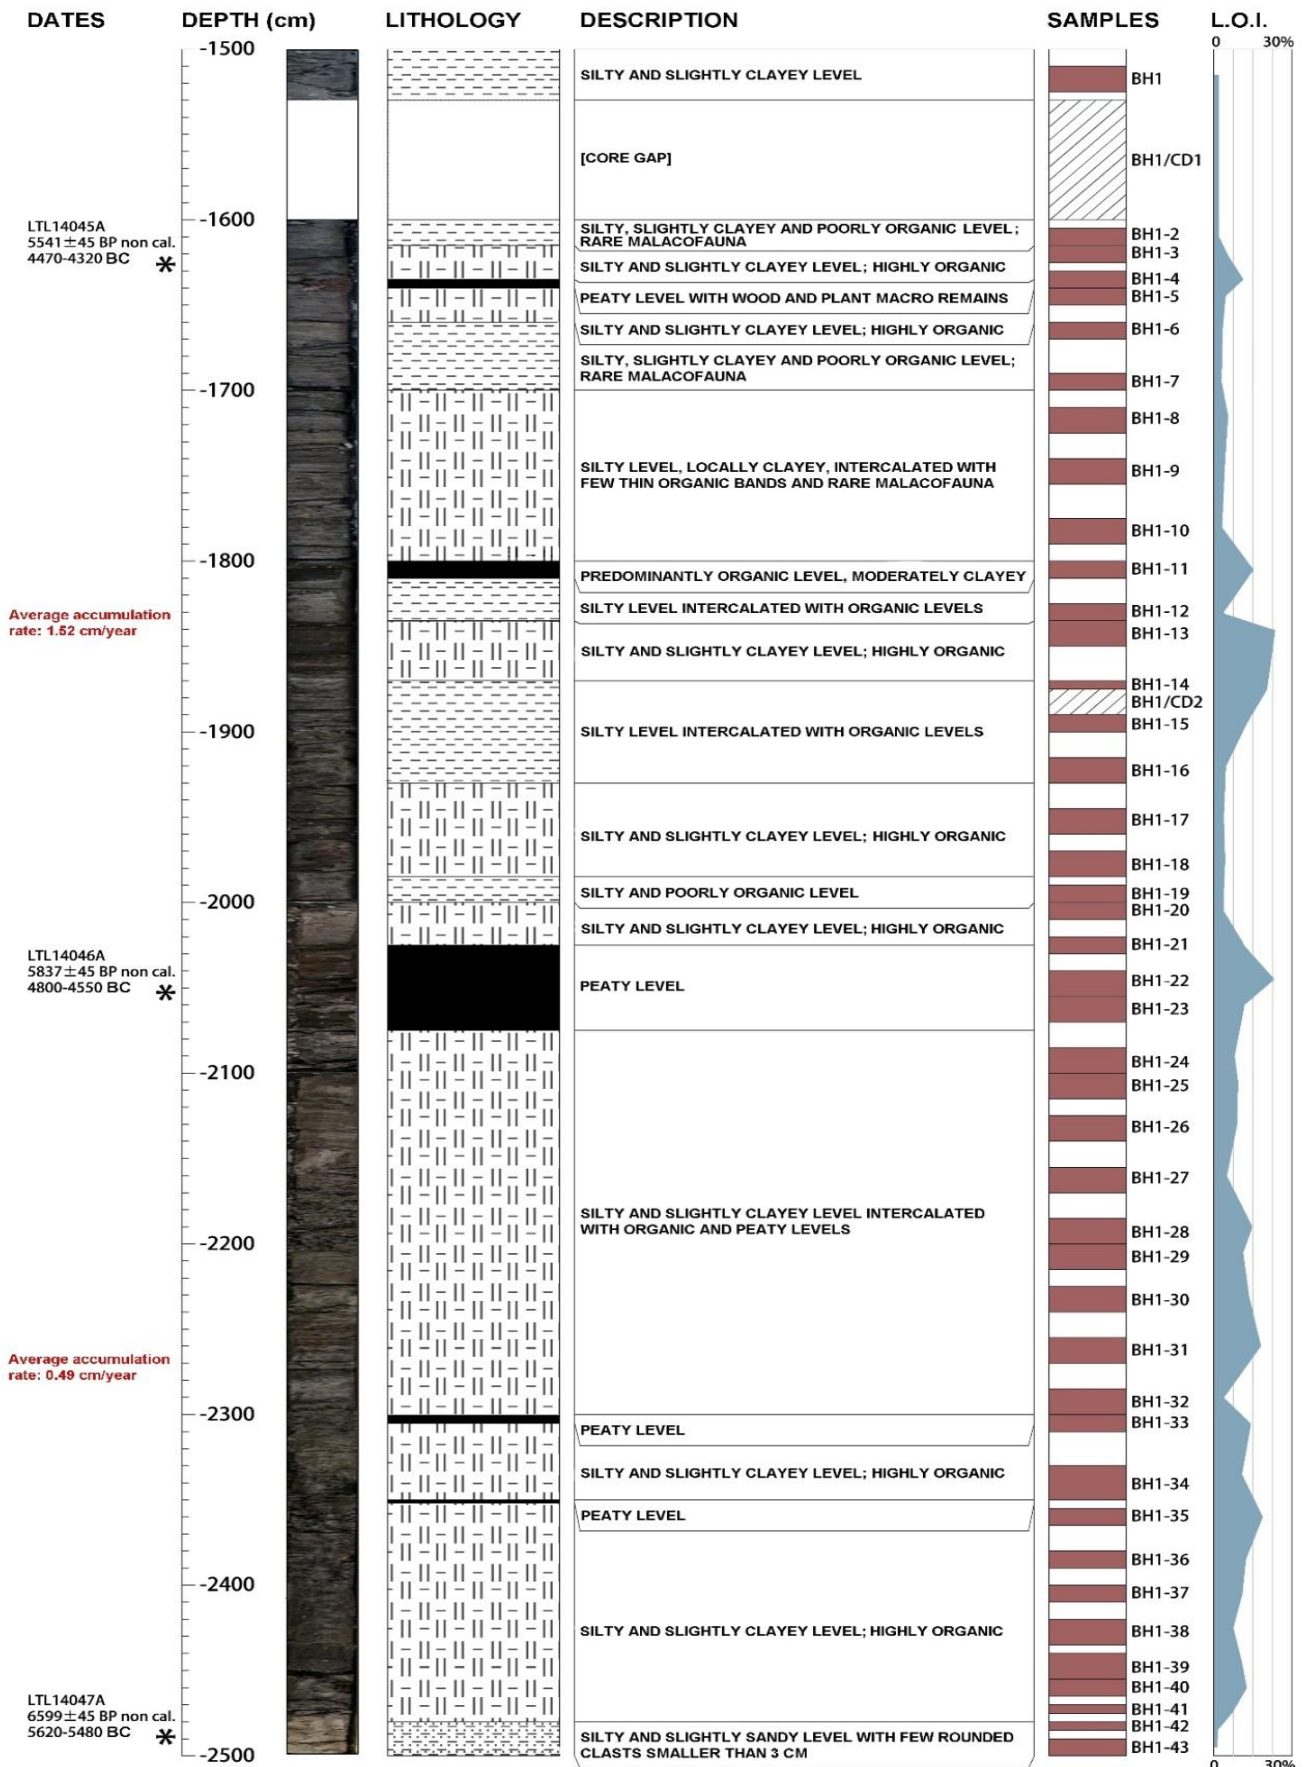 DATES
DEPTH (cm)
LITHOLOGY
DESCRIPTION
SAMPLES
L.O.I.
0 30%
-1500
SILTY AND SLIGHTLY CLAYEY LEVEL
BH1
[CORE GAP]
BH1/CD1
-1600
LTL14045A
5541±45 BP non cal.
4470-4320 BC *
SILTY, SLIGHTLY CLAYEY AND POORLY ORGANIC LEVEL;
RARE MALACOFAUNA
BH1-2
BH1-3
SILTY AND SLIGHTLY CLAYEY LEVEL; HIGHLY ORGANIC
BH1-4
PEATY LEVEL WITH WOOD AND PLANT MACRO REMAINS
BH1-5
SILTY AND SLIGHTLY CLAYEY LEVEL; HIGHLY ORGANIC
BH1-6
SILTY, SLIGHTLY CLAYEY AND POORLY ORGANIC LEVEL;
RARE MALACOFAUNA
BH1-7
-1700
BH1-8
SILTY LEVEL, LOCALLY CLAYEY, INTERCALATED WITH
FEW THIN ORGANIC BANDS AND RARE MALACOFAUNA
BH1-9
BH1-10
-1800
PREDOMINANTLY ORGANIC LEVEL, MODERATELY CLAYEY
BH1-11
Average accumulation
rate: 1.52 cm/year
SILTY LEVEL INTERCALATED WITH ORGANIC LEVELS
BH1-12
BH1-13
SILTY AND SLIGHTLY CLAYEY LEVEL; HIGHLY ORGANIC
BH1-14
BH1/CD2
BH1-15
-1900
SILTY LEVEL INTERCALATED WITH ORGANIC LEVELS
BH1-16
BH1-17
SILTY AND SLIGHTLY CLAYEY LEVEL; HIGHLY ORGANIC
BH1-18
SILTY AND POORLY ORGANIC LEVEL
BH1-19
-2000
BH1-20
SILTY AND SLIGHTLY CLAYEY LEVEL; HIGHLY ORGANIC
BH1-21
LTL14046A
5837±45 BP non cal.
4800-4550 BC *
PEATY LEVEL
BH1-22
BH1-23
BH1-24
-2100
BH1-25
BH1-26
BH1-27
SILTY AND SLIGHTLY CLAYEY LEVEL INTERCALATED
WITH ORGANIC AND PEATY LEVELS
BH1-28
-2200
BH1-29
BH1-30
BH1-31
Average accumulation
rate: 0.49 cm/year
BH1-32
-2300
BH1-33
PEATY LEVEL
SILTY AND SLIGHTLY CLAYEY LEVEL; HIGHLY ORGANIC
BH1-34
PEATY LEVEL
BH1-35
BH1-36
-2400
BH1-37
SILTY AND SLIGHTLY CLAYEY LEVEL; HIGHLY ORGANIC
BH1-38
BH1-39
BH1-40
LTL14047A
6599±45 BP non cal.
5620-5480 BC *
BH1-41
BH1-42
SILTY AND SLIGHTLY SANDY LEVEL WITH FEW ROUNDED
CLASTS SMALLER THAN 3 CM
BH1-43
-2500
0 30%